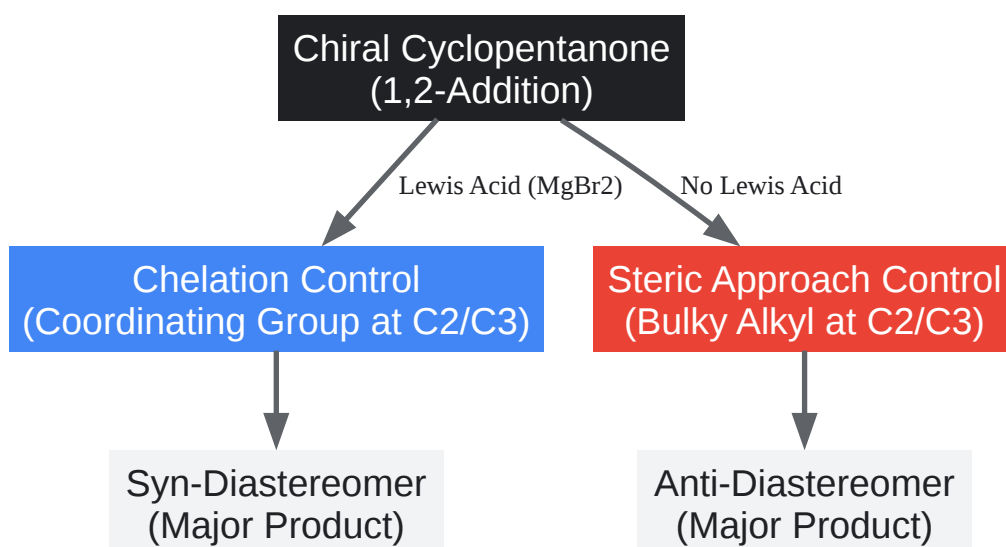 Chiral Cyclopentanone
(1,2-Addition)
Lewis Acid (MgBr2)
No Lewis Acid
Chelation Control
(Coordinating Group at C2/C3)
Steric Approach Control
(Bulky Alkyl at C2/C3)
Syn-Diastereomer
(Major Product)
Anti-Diastereomer
(Major Product)